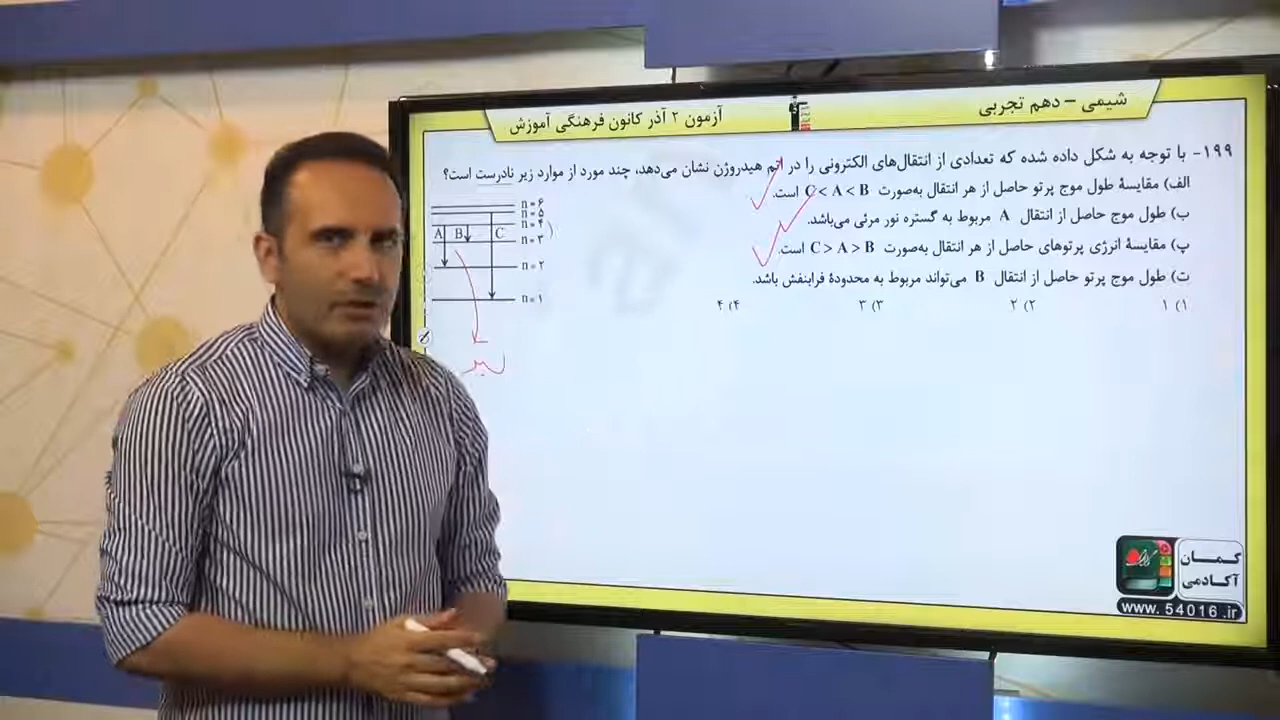 شیمی – دهم تجربی
آزمون ۲ آذر کانون فرهنگی آموزش
۱۹۹- با توجه به شکل داده شده که تعدادی از انتقال‌های الکترونی را در اتم هیدروژن نشان می‌دهد، چند مورد از موارد زیر نادرست است؟
الف) مقایسهٔ طول موج پرتو حاصل از هر انتقال به‌صورت C < A < B است.
ب) طول موج حاصل از انتقال A مربوط به گستره نور مرئی می‌باشد.
پ) مقایسهٔ انرژی پرتوهای حاصل از هر انتقال به‌صورت C > A > B است.
ت) طول موج پرتو حاصل از انتقال B می‌تواند مربوط به محدودهٔ فرابنفش باشد.
۱) ۱
۲) ۲
۳) ۳
۴) ۴
n = ۶
n = ۵
n = ۴
n = ۳
n = ۲
n = ۱
A B C
کمان
آکادمی
www. 54016 .ir